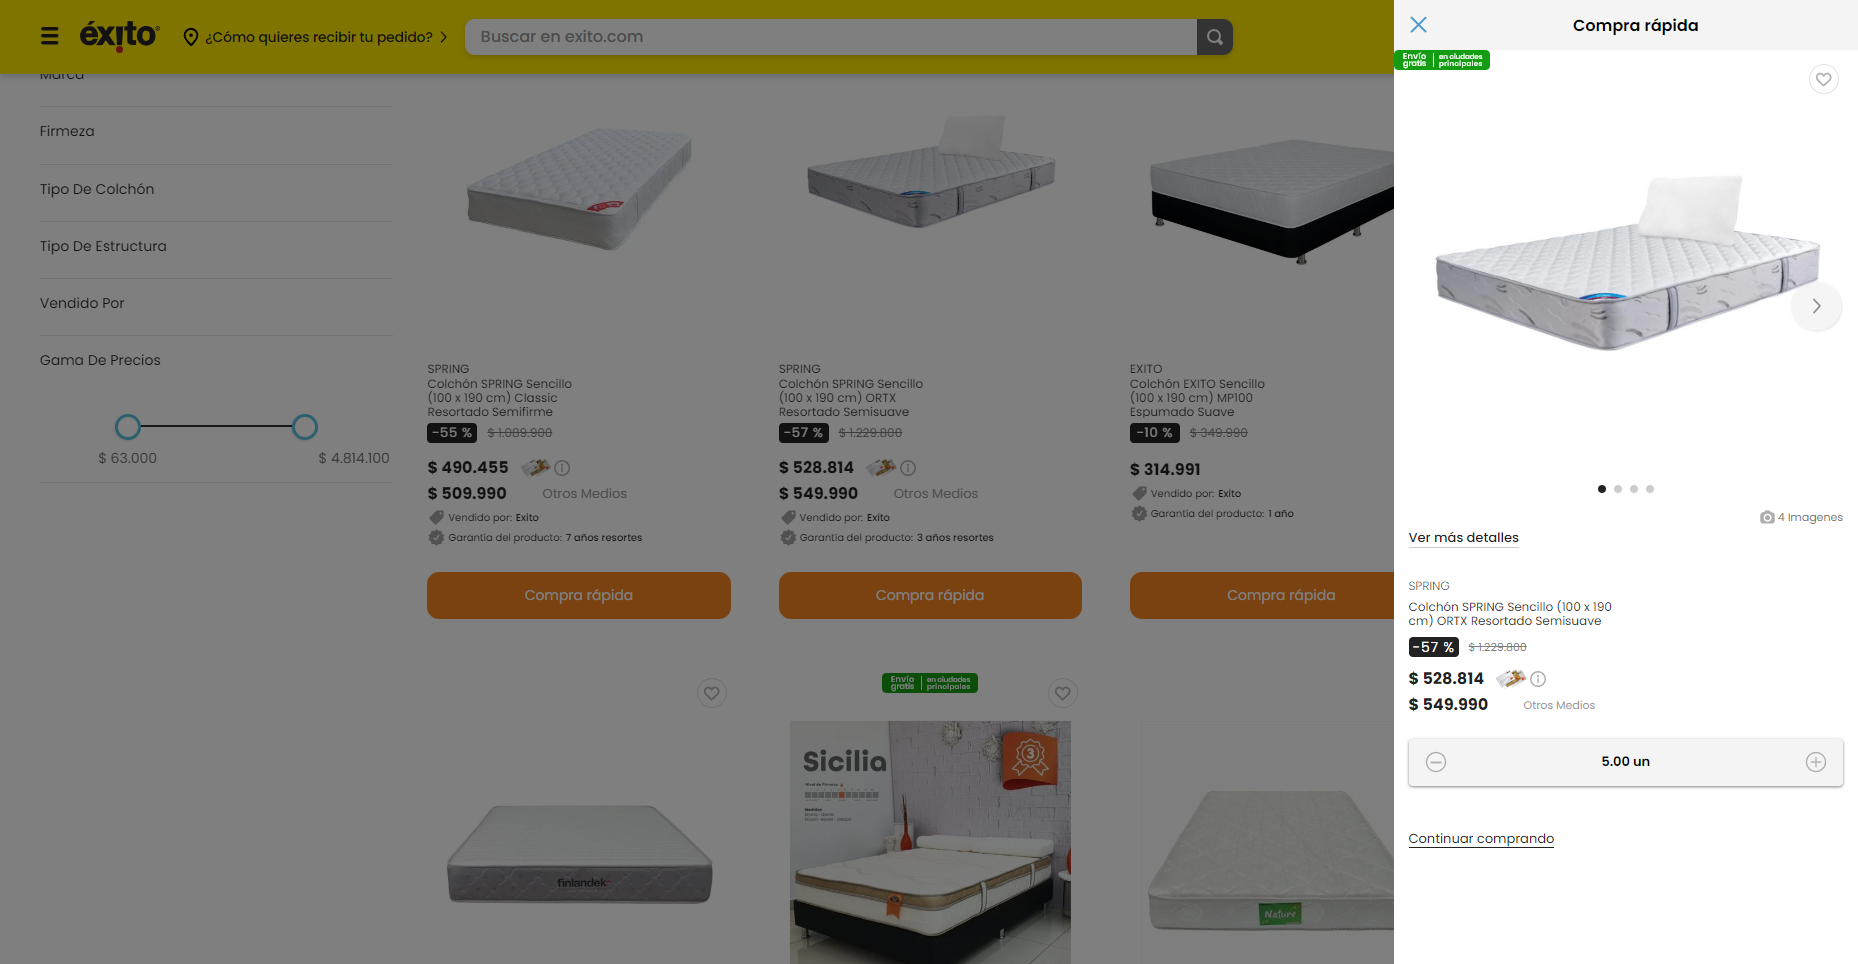 éxito
¿Cómo quieres recibir tu pedido?
Buscar en exito.com
Marca
Firmeza
Tipo De Colchón
Tipo De Estructura
Vendido Por
Gama De Precios
$ 63.000
$ 4.814.100
SPRING
Colchón SPRING Sencillo
(100 x 190 cm) Classic
Resortado Semifirme
-55 % $ 1.089.900
$ 490.455
$ 509.990 Otros Medios
Vendido por: Exito
Garantía del producto: 7 años resortes
Compra rápida
SPRING
Colchón SPRING Sencillo
(100 x 190 cm) ORTX
Resortado Semisuave
-57 % $ 1.229.800
$ 528.814
$ 549.990 Otros Medios
Vendido por: Exito
Garantía del producto: 3 años resortes
Compra rápida
EXITO
Colchón EXITO Sencillo
(100 x 190 cm) MP100
Espumado Suave
-10 % $ 349.990
$ 314.991
Vendido por: Exito
Garantía del producto: 1 año
Compra rápida
finlandek
Envío gratis en ciudades principales
Sicilia
3
Nivel de Firmeza
Nature
Compra rápida
Envío gratis en ciudades principales
4 Imagenes
Ver más detalles
SPRING
Colchón SPRING Sencillo (100 x 190
cm) ORTX Resortado Semisuave
-57 % $ 1.229.800
$ 528.814
$ 549.990 Otros Medios
5.00 un
Continuar comprando